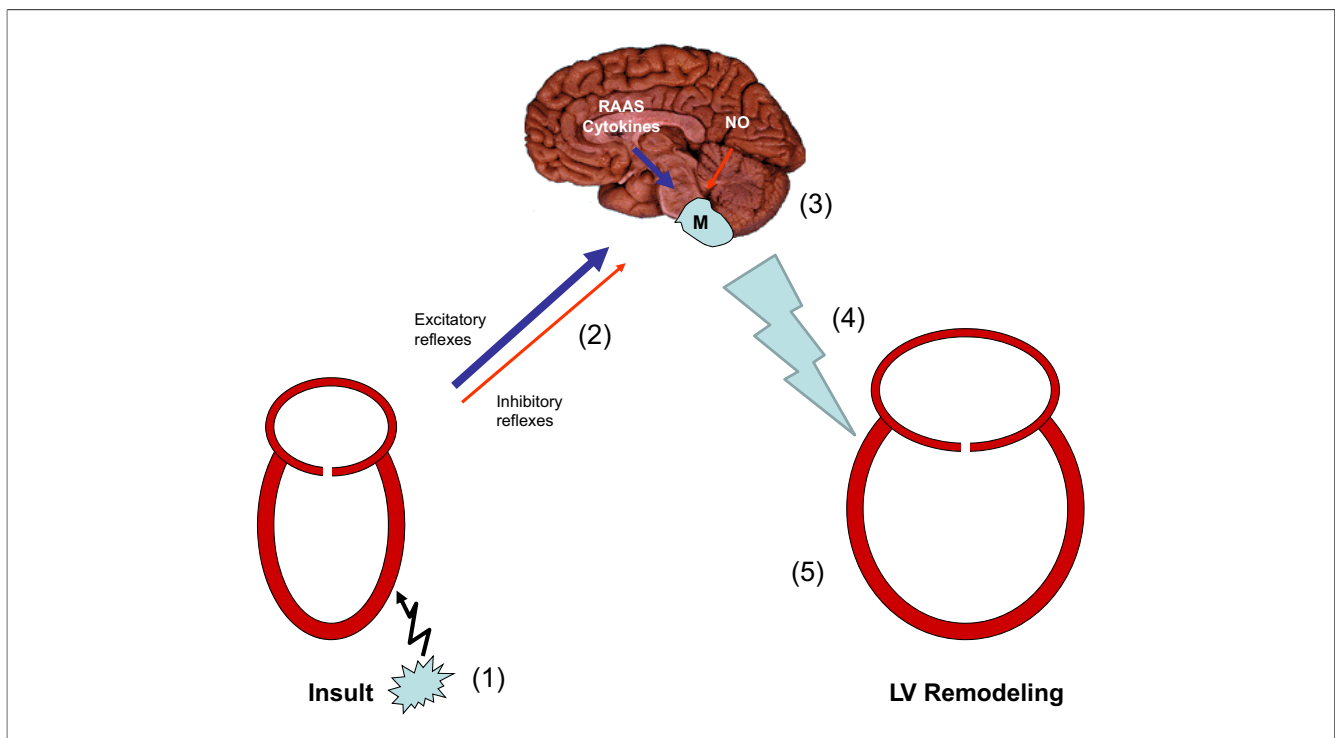 RAAS
Cytokines
NO
M
(3)
Excitatory
reflexes
(2)
Inhibitory
reflexes
(4)
(5)
Insult
(1)
LV Remodeling